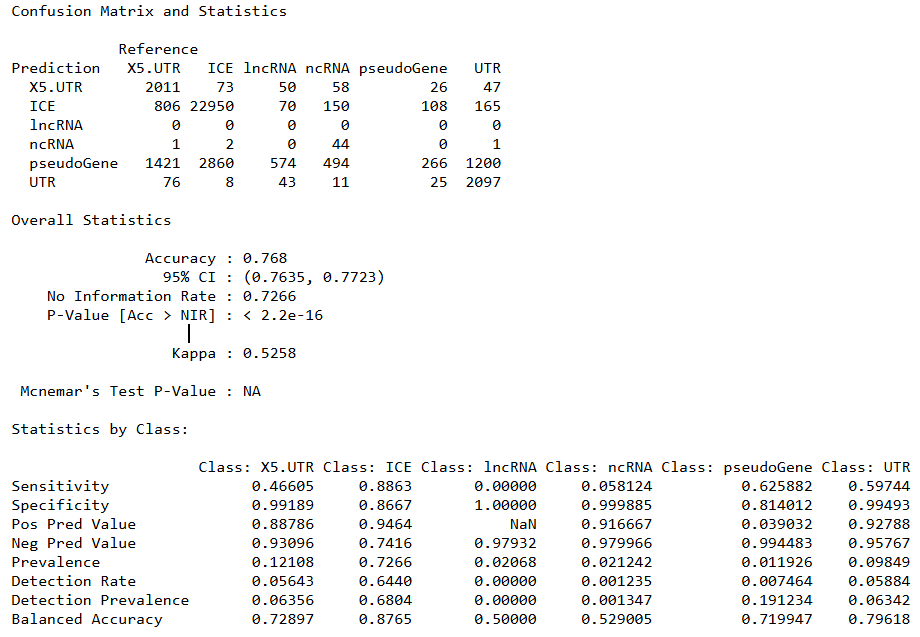 Confusion Matrix and Statistics
Reference
Prediction X5.UTR ICE lncRNA ncRNA pseudoGene UTR
X5.UTR 2011 73 50 58 26 47
ICE 806 22950 70 150 108 165
lncRNA 0 0 0 0 0 0
ncRNA 1 2 0 44 0 1
pseudoGene 1421 2860 574 494 266 1200
UTR 76 8 43 11 25 2097
Overall Statistics
Accuracy : 0.768
95% CI : (0.7635, 0.7723)
No Information Rate : 0.7266
P-Value [Acc > NIR] : < 2.2e-16
Kappa : 0.5258
Mcnemar's Test P-Value : NA
Statistics by Class:
Class: X5.UTR Class: ICE Class: lncRNA Class: ncRNA Class: pseudoGene Class: UTR
Sensitivity 0.46605 0.8863 0.00000 0.058124 0.625882 0.59744
Specificity 0.99189 0.8667 1.00000 0.999885 0.814012 0.99493
Pos Pred Value 0.88786 0.9464 NaN 0.916667 0.039032 0.92788
Neg Pred Value 0.93096 0.7416 0.97932 0.979966 0.994483 0.95767
Prevalence 0.12108 0.7266 0.02068 0.021242 0.011926 0.09849
Detection Rate 0.05643 0.6440 0.00000 0.001235 0.007464 0.05884
Detection Prevalence 0.06356 0.6804 0.00000 0.001347 0.191234 0.06342
Balanced Accuracy 0.72897 0.8765 0.50000 0.529005 0.719947 0.79618